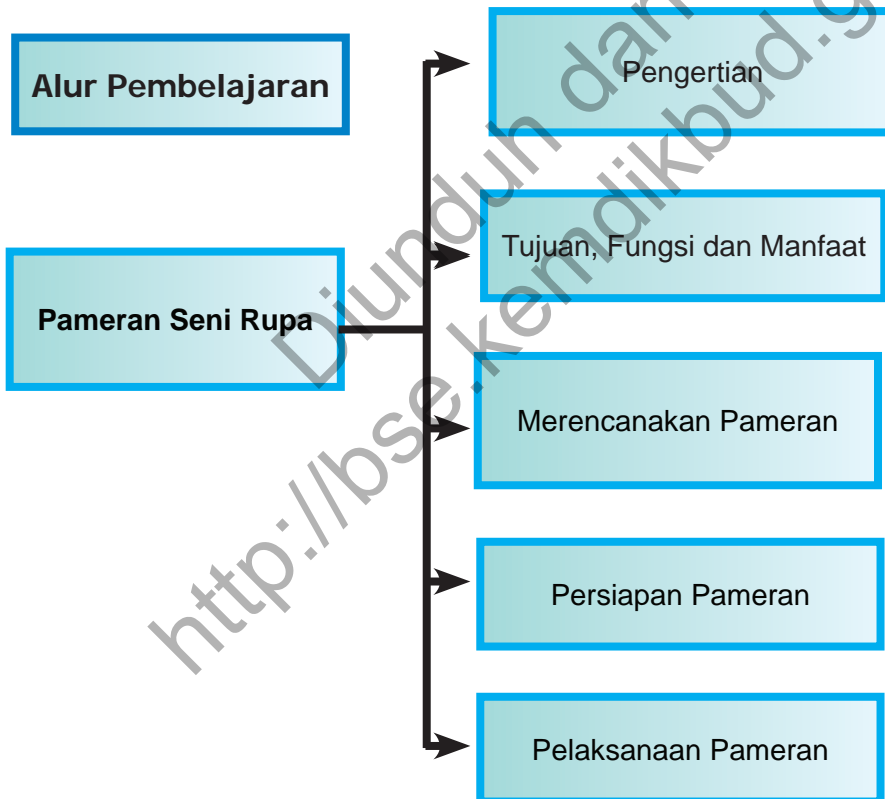 Alur Pembelajaran
Pameran Seni Rupa
Pengertian
Tujuan, Fungsi dan Manfaat
Merencanakan Pameran
Persiapan Pameran
Pelaksanaan Pameran
Diunduh dari
http://bse.kemdikbud.g